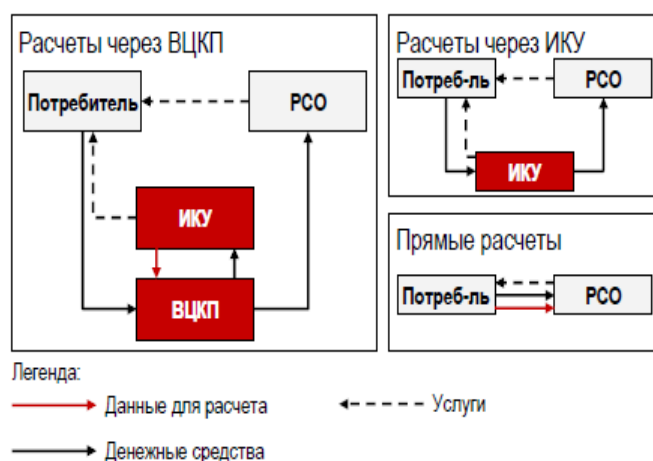 Расчеты через ВЦКП
Потребитель
РСО
ИКУ
ВЦКП
Расчеты через ИКУ
Потреб-ль
РСО
ИКУ
Прямые расчеты
Потреб-ль
РСО
Легенда:
Данные для расчета
Услуги
Денежные средства